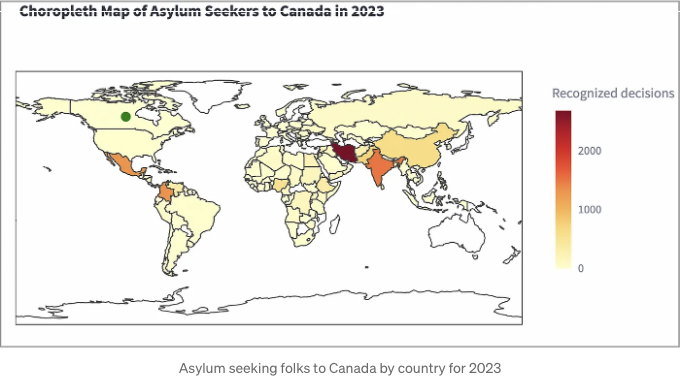 Choropleth Map of Asylum Seekers to Canada in 2023
Recognized decisions
2000
1000
0
Asylum seeking folks to Canada by country for 2023